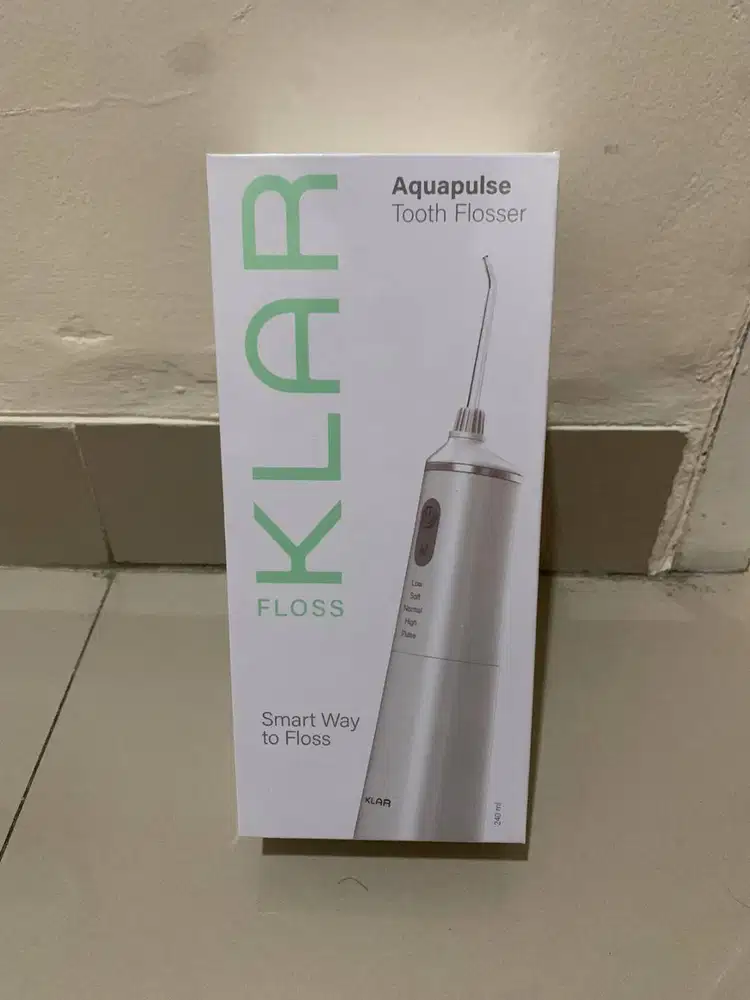 KLAR
FLOSS
Aquapulse
Tooth Flosser
Low
Soft
Normal
High
Pulse
Smart Way
to Floss
KLAR
240 ml